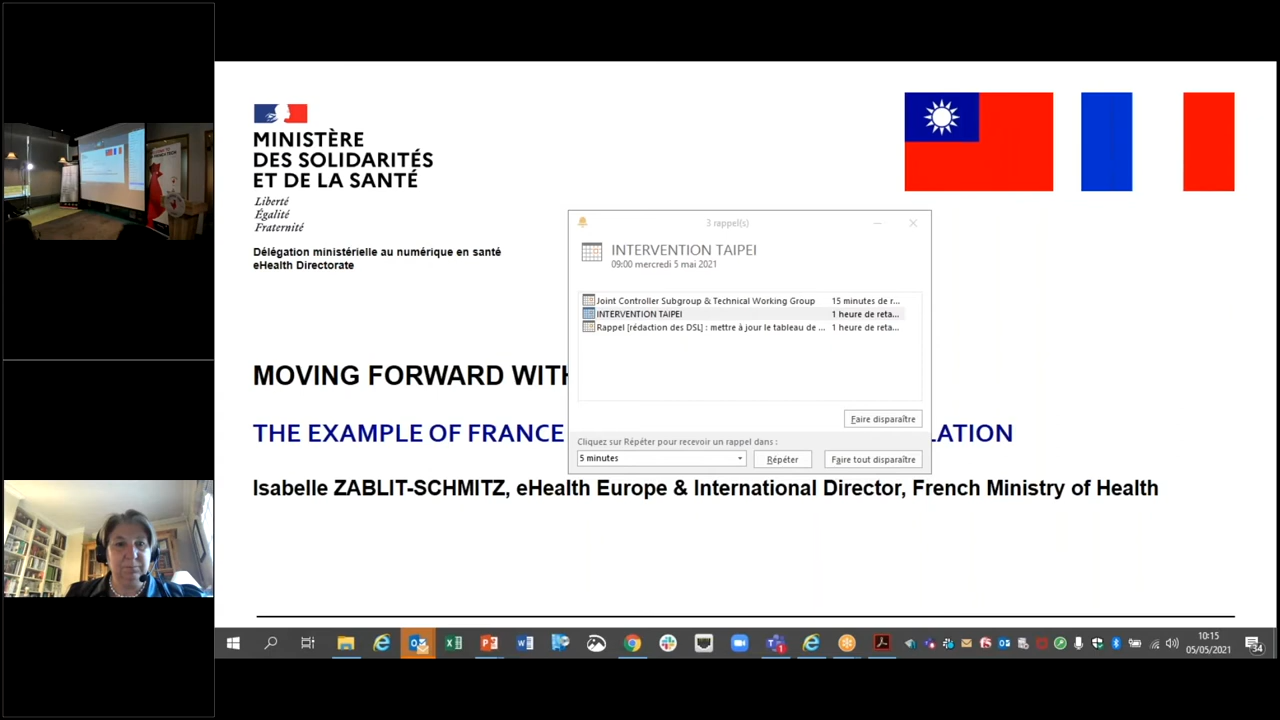 MINISTÈRE
DES SOLIDARITÉS
ET DE LA SANTÉ
Liberté
Égalité
Fraternité
Délégation ministérielle au numérique en santé
eHealth Directorate
3 rappel(s)
INTERVENTION TAIPEI
09:00 mercredi 5 mai 2021
Joint Controller Subgroup & Technical Working Group 15 minutes de r...
INTERVENTION TAIPEI 1 heure de reta...
Rappel [rédaction des DSL] : mettre à jour le tableau de ... 1 heure de reta...
Faire disparaître
Cliquez sur Répéter pour recevoir un rappel dans :
5 minutes Répéter Faire tout disparaître
MOVING FORWARD WITH
THE EXAMPLE OF FRANCE LATION
Isabelle ZABLIT-SCHMITZ, eHealth Europe & International Director, French Ministry of Health
10:15
05/05/2021
34